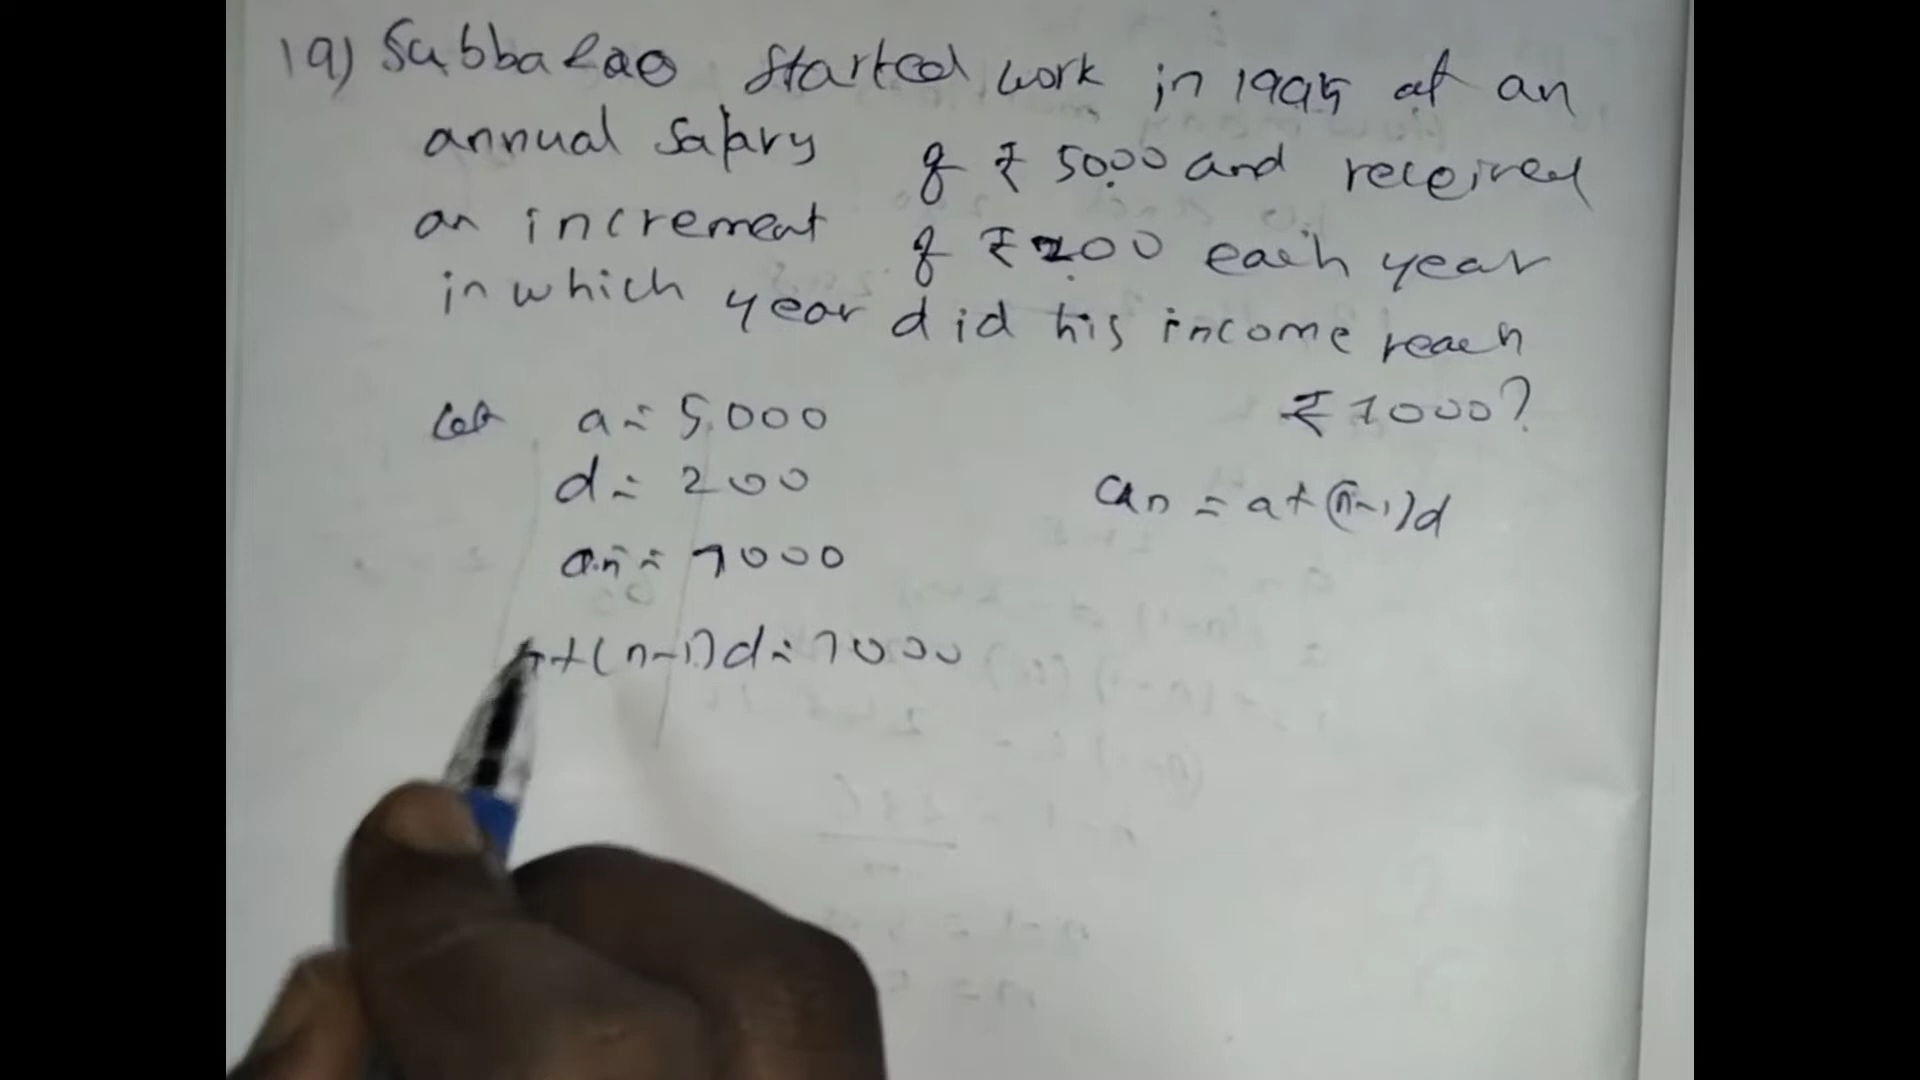 19) Subbarao started work in 1995 at an
annual salary of ₹ 5000 and received
an increment of ₹ 200 each year
in which year did his income reach
₹ 7000?
Let a = 5000
d = 200
an = 7000
an = a + (n-1)d
a + (n-1)d = 7000